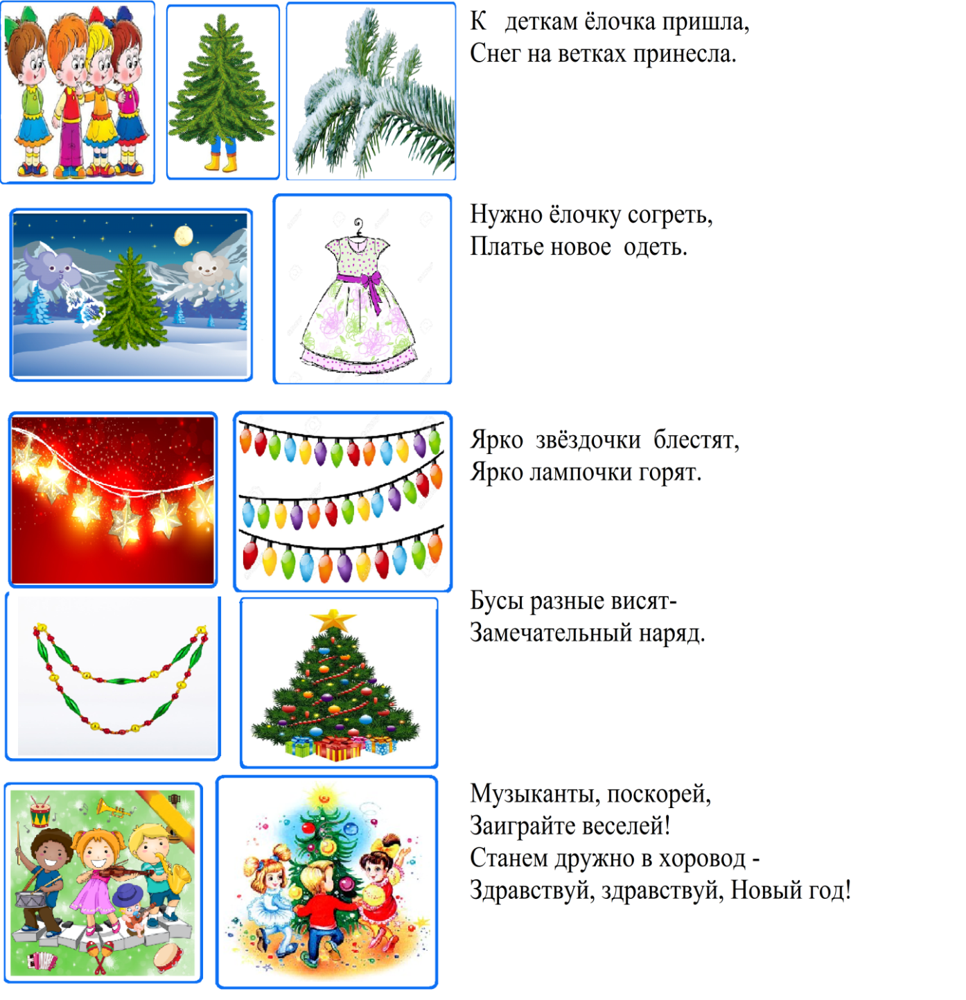 К деткам ёлочка пришла,
Снег на ветках принесла.
Нужно ёлочку согреть,
Платье новое одеть.
Ярко звёздочки блестят,
Ярко лампочки горят.
Бусы разные висят-
Замечательный наряд.
Музыканты, поскорей,
Заиграйте веселей!
Станем дружно в хоровод -
Здравствуй, здравствуй, Новый год!